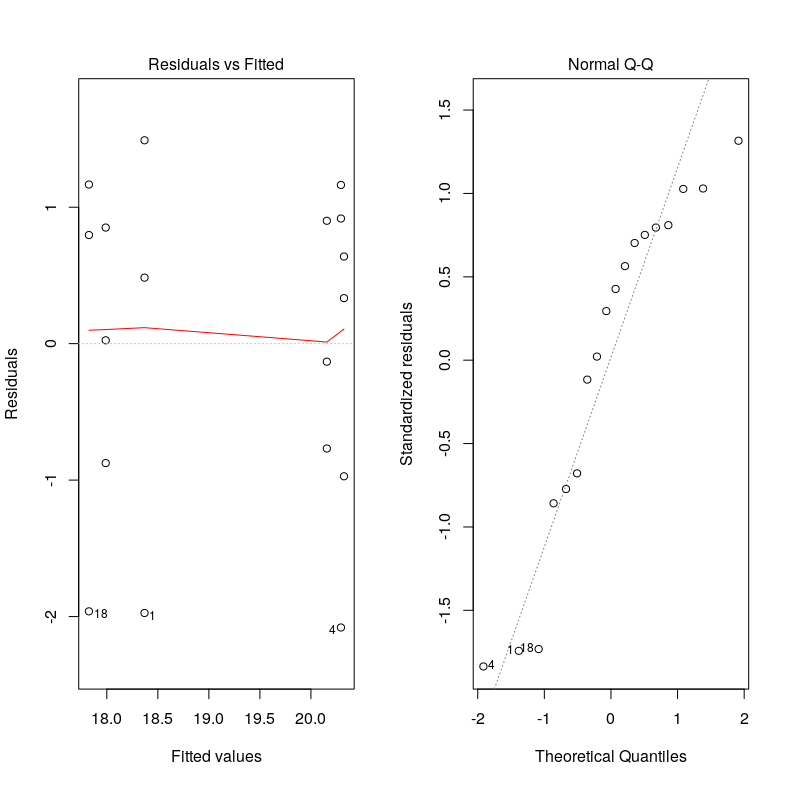 Residuals vs Fitted
Residuals
1
0
-1
-2
18
1
4
18.0 18.5 19.0 19.5 20.0
Fitted values
Normal Q-Q
Standardized residuals
1.5
1.0
0.5
0.0
-0.5
-1.0
-1.5
1 18
4
-2 -1 0 1 2
Theoretical Quantiles